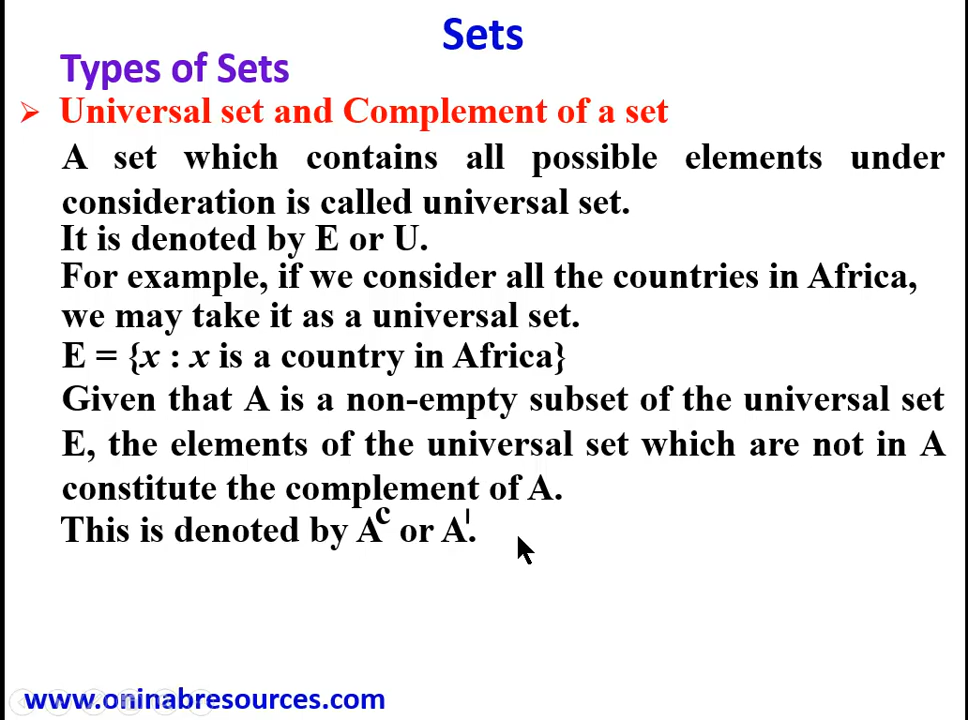 Sets
Types of Sets
➢ Universal set and Complement of a set
A set which contains all possible elements under
consideration is called universal set.
It is denoted by E or U.
For example, if we consider all the countries in Africa,
we may take it as a universal set.
E = {x : x is a country in Africa}
Given that A is a non-empty subset of the universal set
E, the elements of the universal set which are not in A
constitute the complement of A.
This is denoted by Aᶜ or A'.
www.oninabresources.com